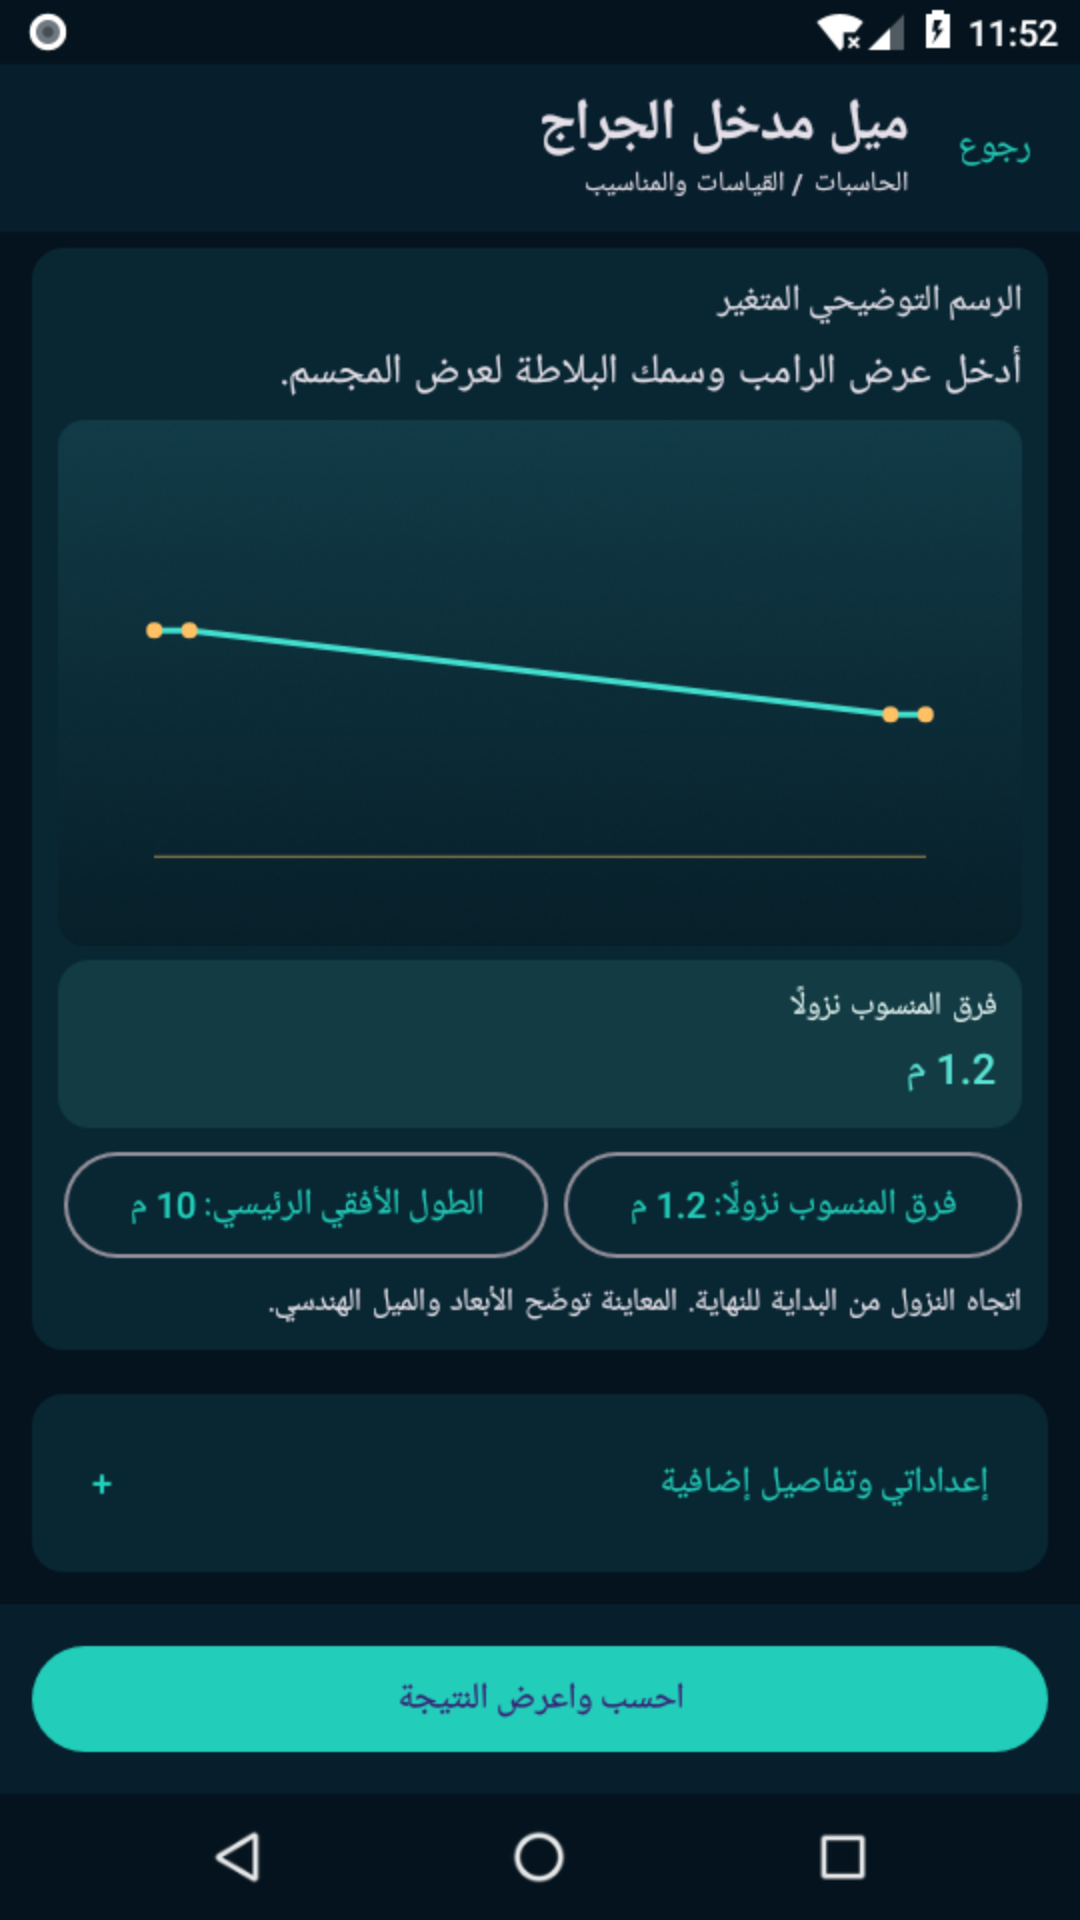 11:52
رجوع
ميل مدخل الجراج
الحاسبات / القياسات والمناسيب
الرسم التوضيحي المتغير
أدخل عرض الرامب وسمك البلاطة لعرض المجسم.
فرق المنسوب نزولًا
1.2 م
فرق المنسوب نزولًا: 1.2 م
الطول الأفقي الرئيسي: 10 م
اتجاه النزول من البداية للنهاية. المعاينة توضّح الأبعاد والميل الهندسي.
إعداداتي وتفاصيل إضافية
+
احسب واعرض النتيجة